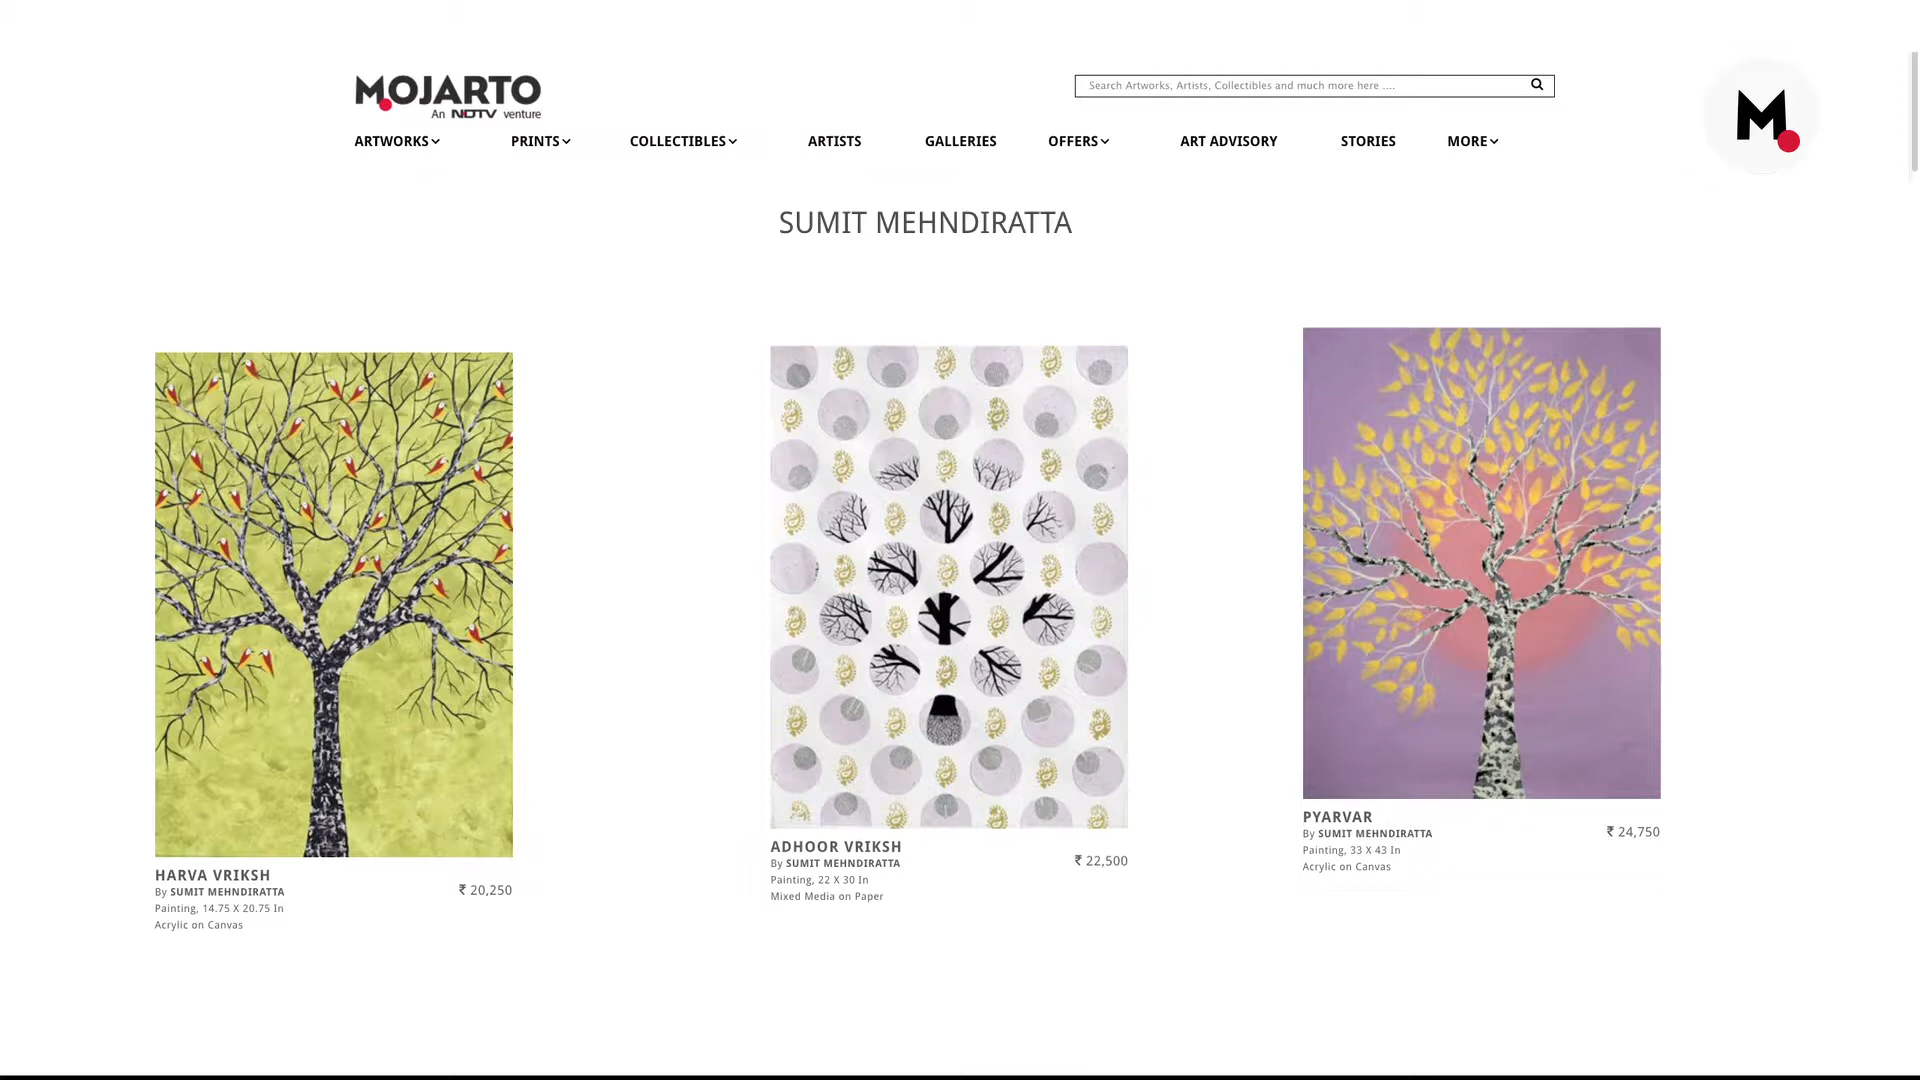 MOJARTO
An NDTV venture
Search Artworks, Artists, Collectibles and much more here ....
M
ARTWORKS PRINTS COLLECTIBLES ARTISTS GALLERIES OFFERS ART ADVISORY STORIES MORE
SUMIT MEHNDIRATTA
HARVA VRIKSH
By SUMIT MEHNDIRATTA
₹ 20,250
Painting, 14.75 X 20.75 In
Acrylic on Canvas
ADHOOR VRIKSH
By SUMIT MEHNDIRATTA
₹ 22,500
Painting, 22 X 30 In
Mixed Media on Paper
PYARVAR
By SUMIT MEHNDIRATTA
₹ 24,750
Painting, 33 X 43 In
Acrylic on Canvas